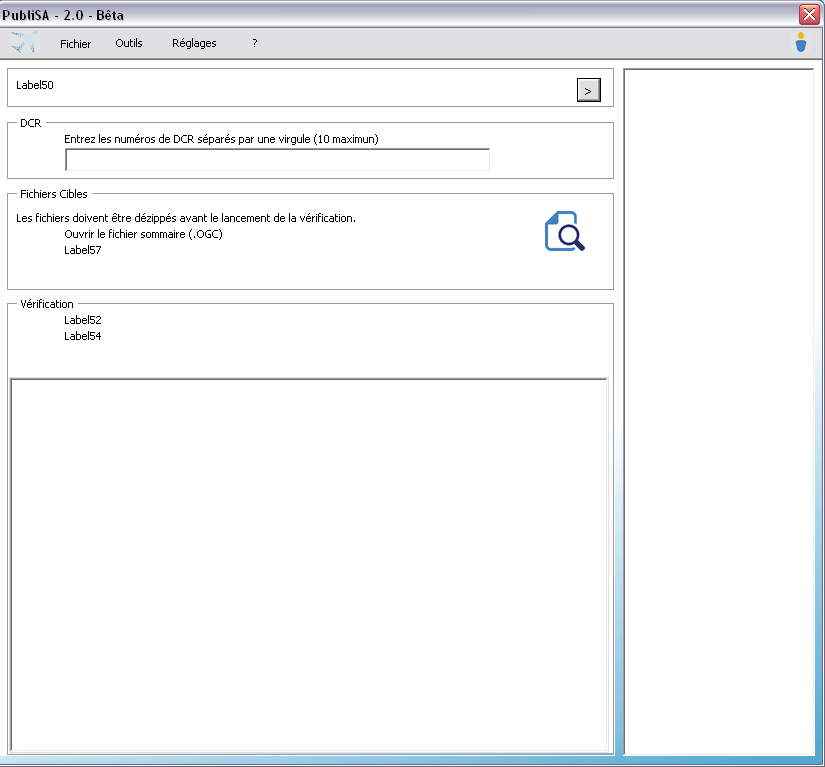 PubliSA - 2.0 - Bêta
Fichier Outils Réglages ?
Label50
>
DCR
Entrez les numéros de DCR séparés par une virgule (10 maximun)
Fichiers Cibles
Les fichiers doivent être dézippés avant le lancement de la vérification.
Ouvrir le fichier sommaire (.OGC)
Label57
Vérification
Label52
Label54